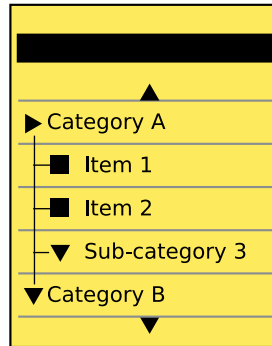 Category A
Item 1
Item 2
Sub-category 3
Category B